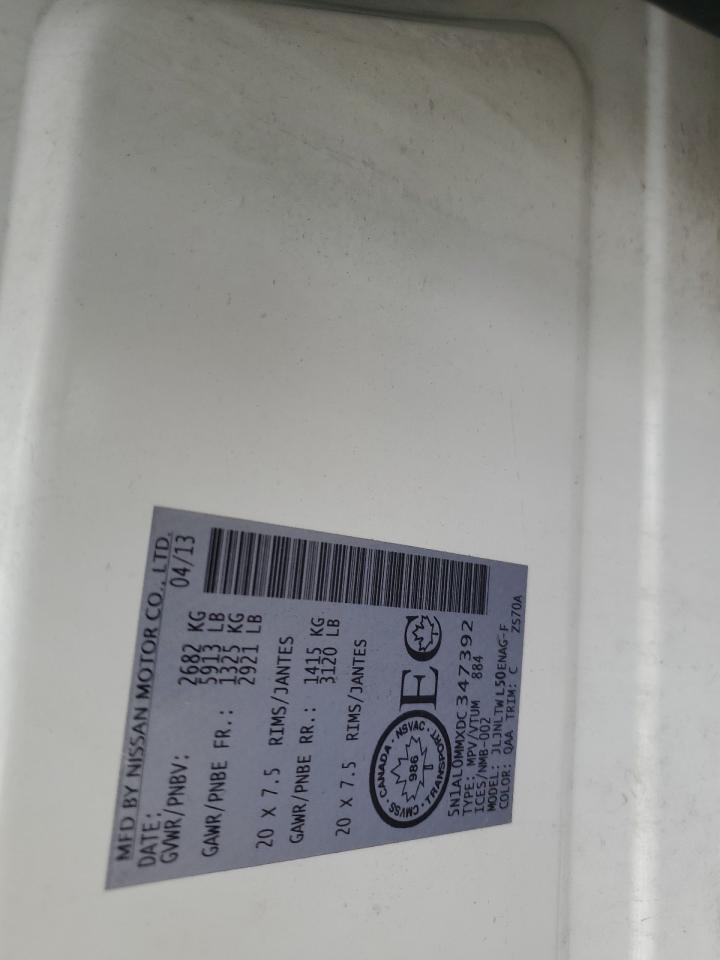 MFD BY NISSAN MOTOR CO., LTD.
DATE: 04/13
GVWR/PNBV: 2682 KG
5913 LB
GAWR/PNBE FR.: 1325 KG
2921 LB
20 X 7.5 RIMS/JANTES
GAWR/PNBE RR.: 1415 KG
3120 LB
20 X 7.5 RIMS/JANTES
CANADA · NSVAC · TRANSPORT · CMVSS
986
EC
5N1AL0MMXDC347392
TYPE: MPV/VTUM 884
ICES/NMB-002
MODEL: JLJNLTWL50ENAG-F
COLOR: QAA TRIM: C Z570A